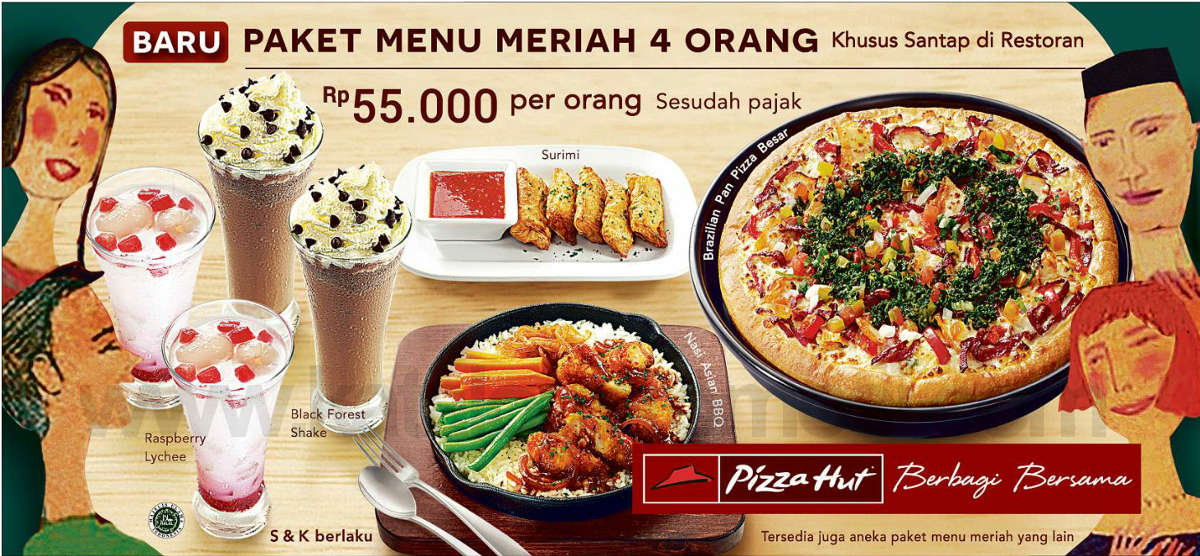 BARU PAKET MENU MERIAH 4 ORANG Khusus Santap di Restoran
Rp55.000 per orang Sesudah pajak
Surimi
Brazilian Pan Pizza Besar
Nasi Asian BBQ
Black Forest
Shake
Raspberry
Lychee
Pizza Hut Berbagi Bersama
S & K berlaku
Tersedia juga aneka paket menu meriah yang lain